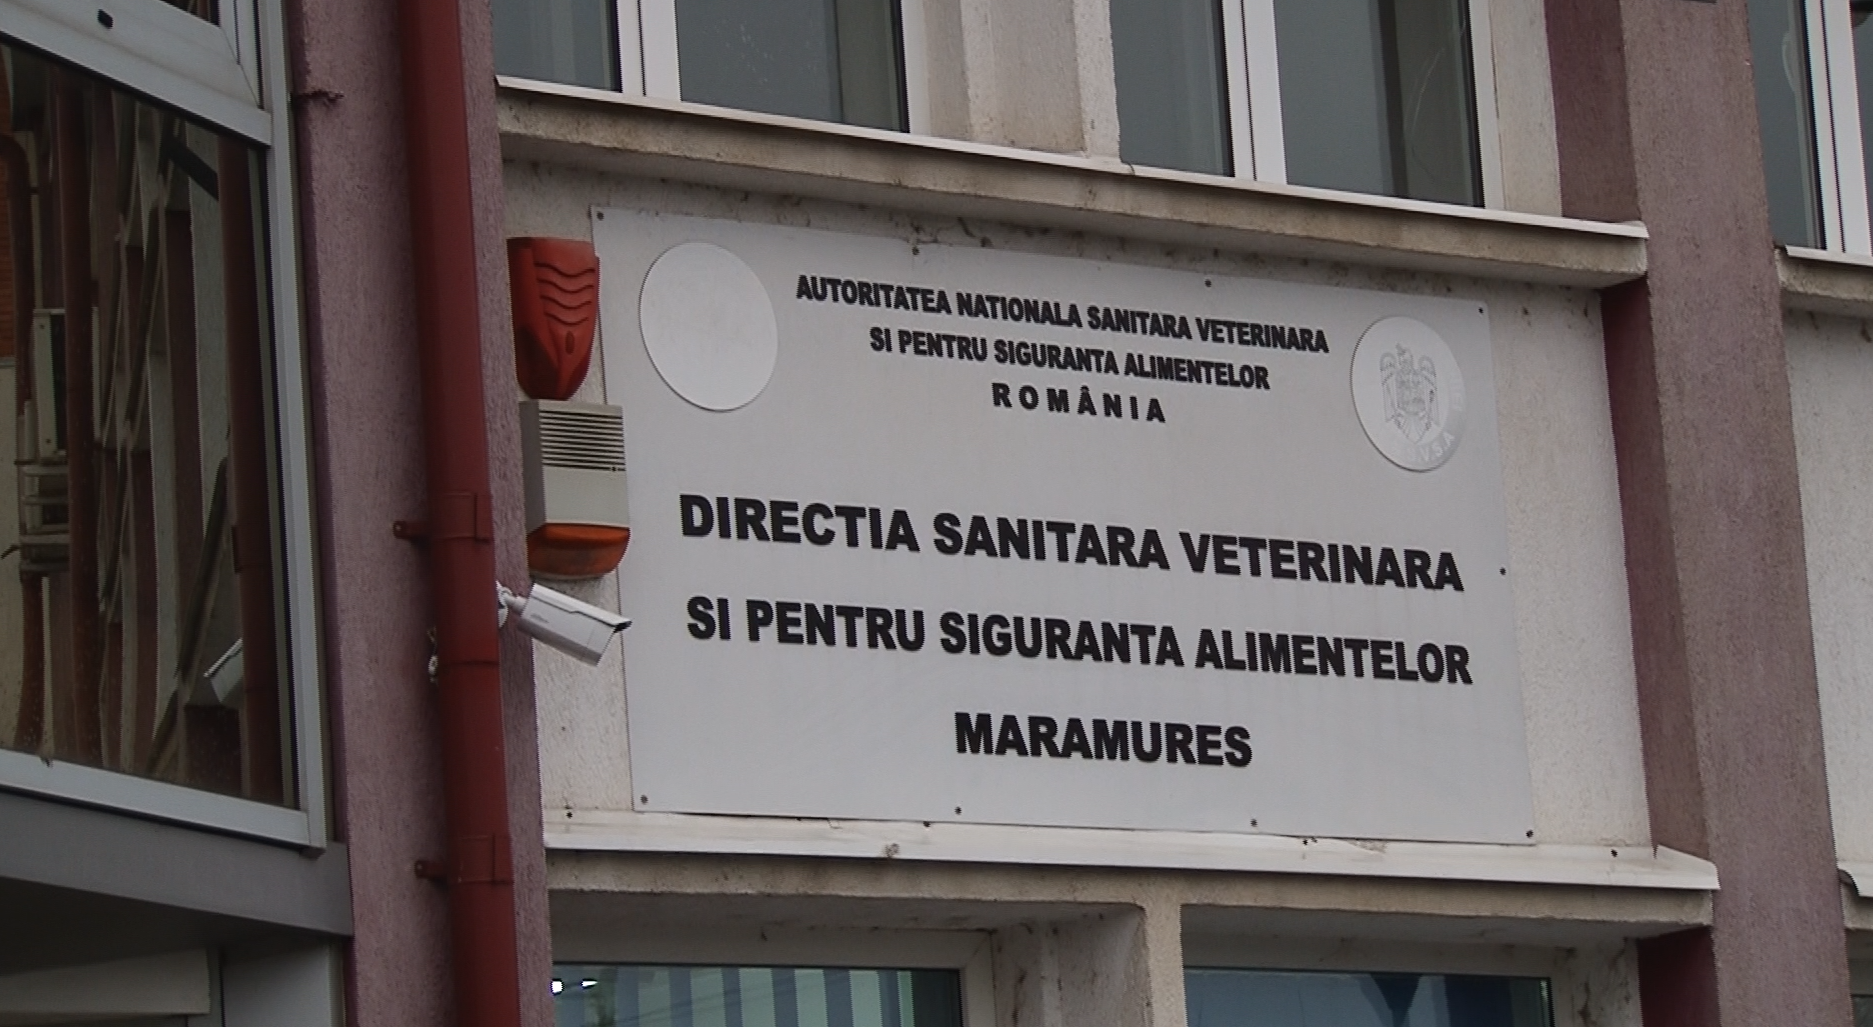 AUTORITATEA NATIONALA SANITARA VETERINARA
SI PENTRU SIGURANTA ALIMENTELOR
ROMÂNIA
DIRECTIA SANITARA VETERINARA
SI PENTRU SIGURANTA ALIMENTELOR
MARAMURES